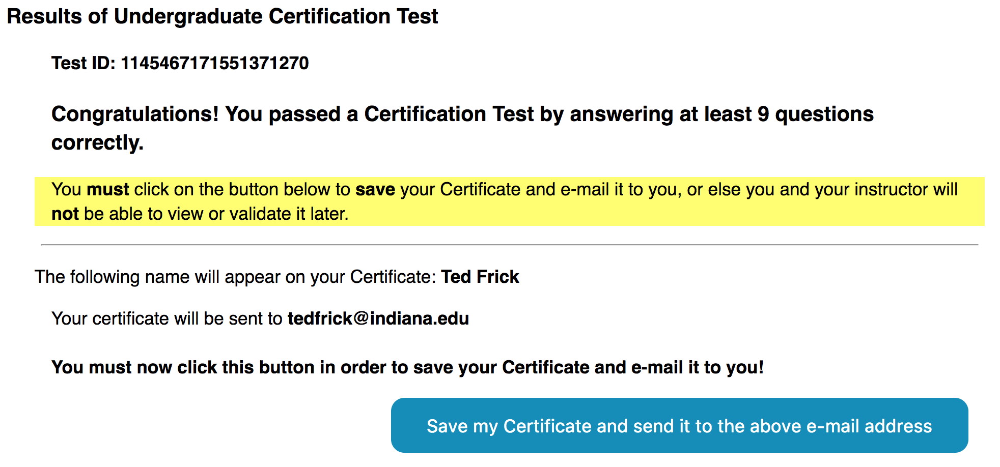 Results of Undergraduate Certification Test
Test ID: 1145467171551371270
Congratulations! You passed a Certification Test by answering at least 9 questions
correctly.
You must click on the button below to save your Certificate and e-mail it to you, or else you and your instructor will
not be able to view or validate it later.
The following name will appear on your Certificate: Ted Frick
Your certificate will be sent to tedfrick@indiana.edu
You must now click this button in order to save your Certificate and e-mail it to you!
Save my Certificate and send it to the above e-mail address